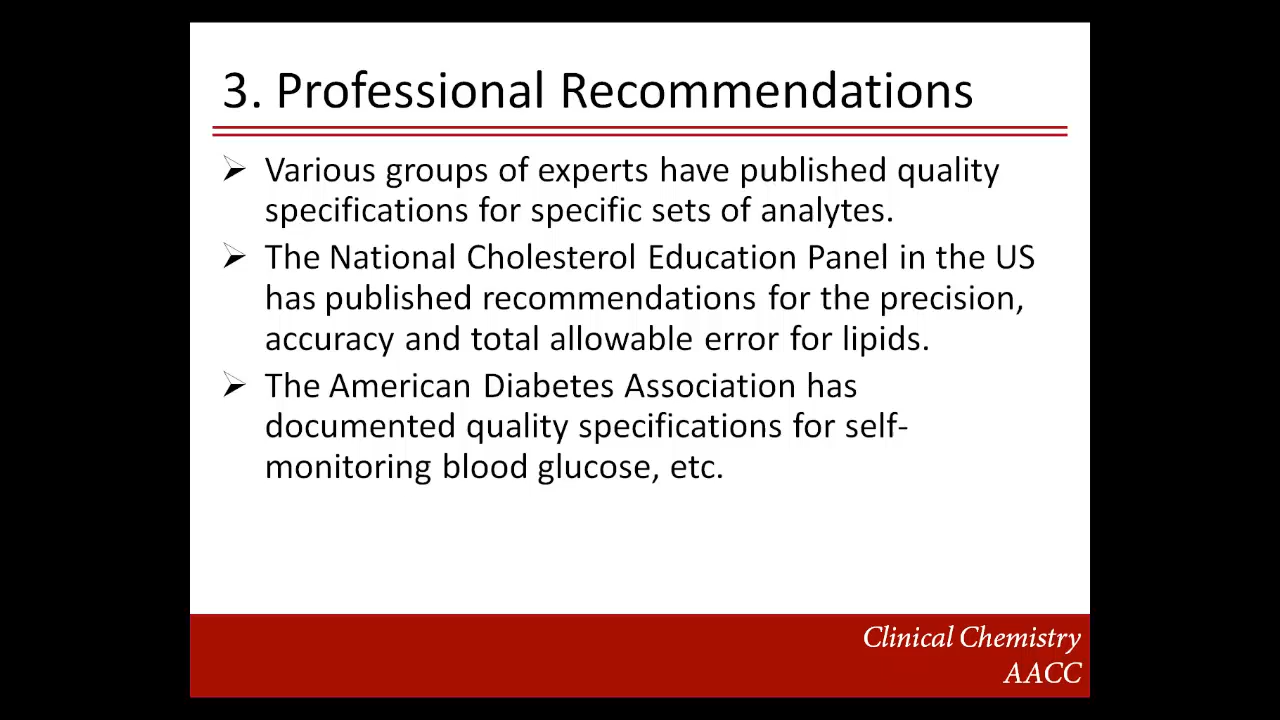 3. Professional Recommendations
➢ Various groups of experts have published quality
specifications for specific sets of analytes.
➢ The National Cholesterol Education Panel in the US
has published recommendations for the precision,
accuracy and total allowable error for lipids.
➢ The American Diabetes Association has
documented quality specifications for self-
monitoring blood glucose, etc.
Clinical Chemistry
AACC